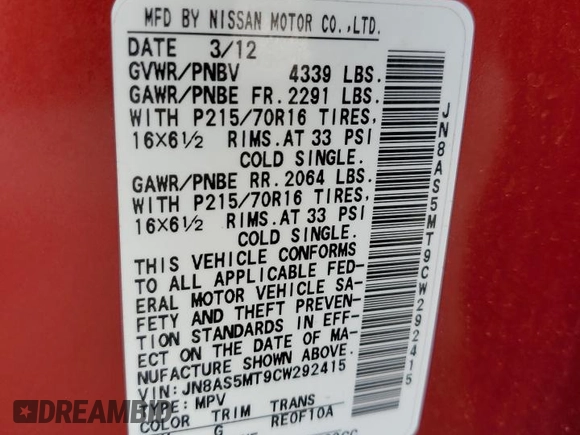 MFD BY NISSAN MOTOR CO.,LTD.
DATE 3/12
GVWR/PNBV 4339 LBS.
GAWR/PNBE FR. 2291 LBS.
WITH P215/70R16 TIRES,
16×6½ RIMS.AT 33 PSI
COLD SINGLE.
GAWR/PNBE RR. 2064 LBS.
WITH P215/70R16 TIRES,
16×6½ RIMS.AT 33 PSI
COLD SINGLE.
THIS VEHICLE CONFORMS
TO ALL APPLICABLE FED-
ERAL MOTOR VEHICLE SA-
FETY AND THEFT PREVEN-
TION STANDARDS IN EFF-
ECT ON THE DATE OF MA-
NUFACTURE SHOWN ABOVE.
VIN:JN8AS5MT9CW292415
TYPE:MPV
COLOR TRIM TRANS
G RE0F10A
JN8AS5MT9CW292415
AUTOHELPERBOT